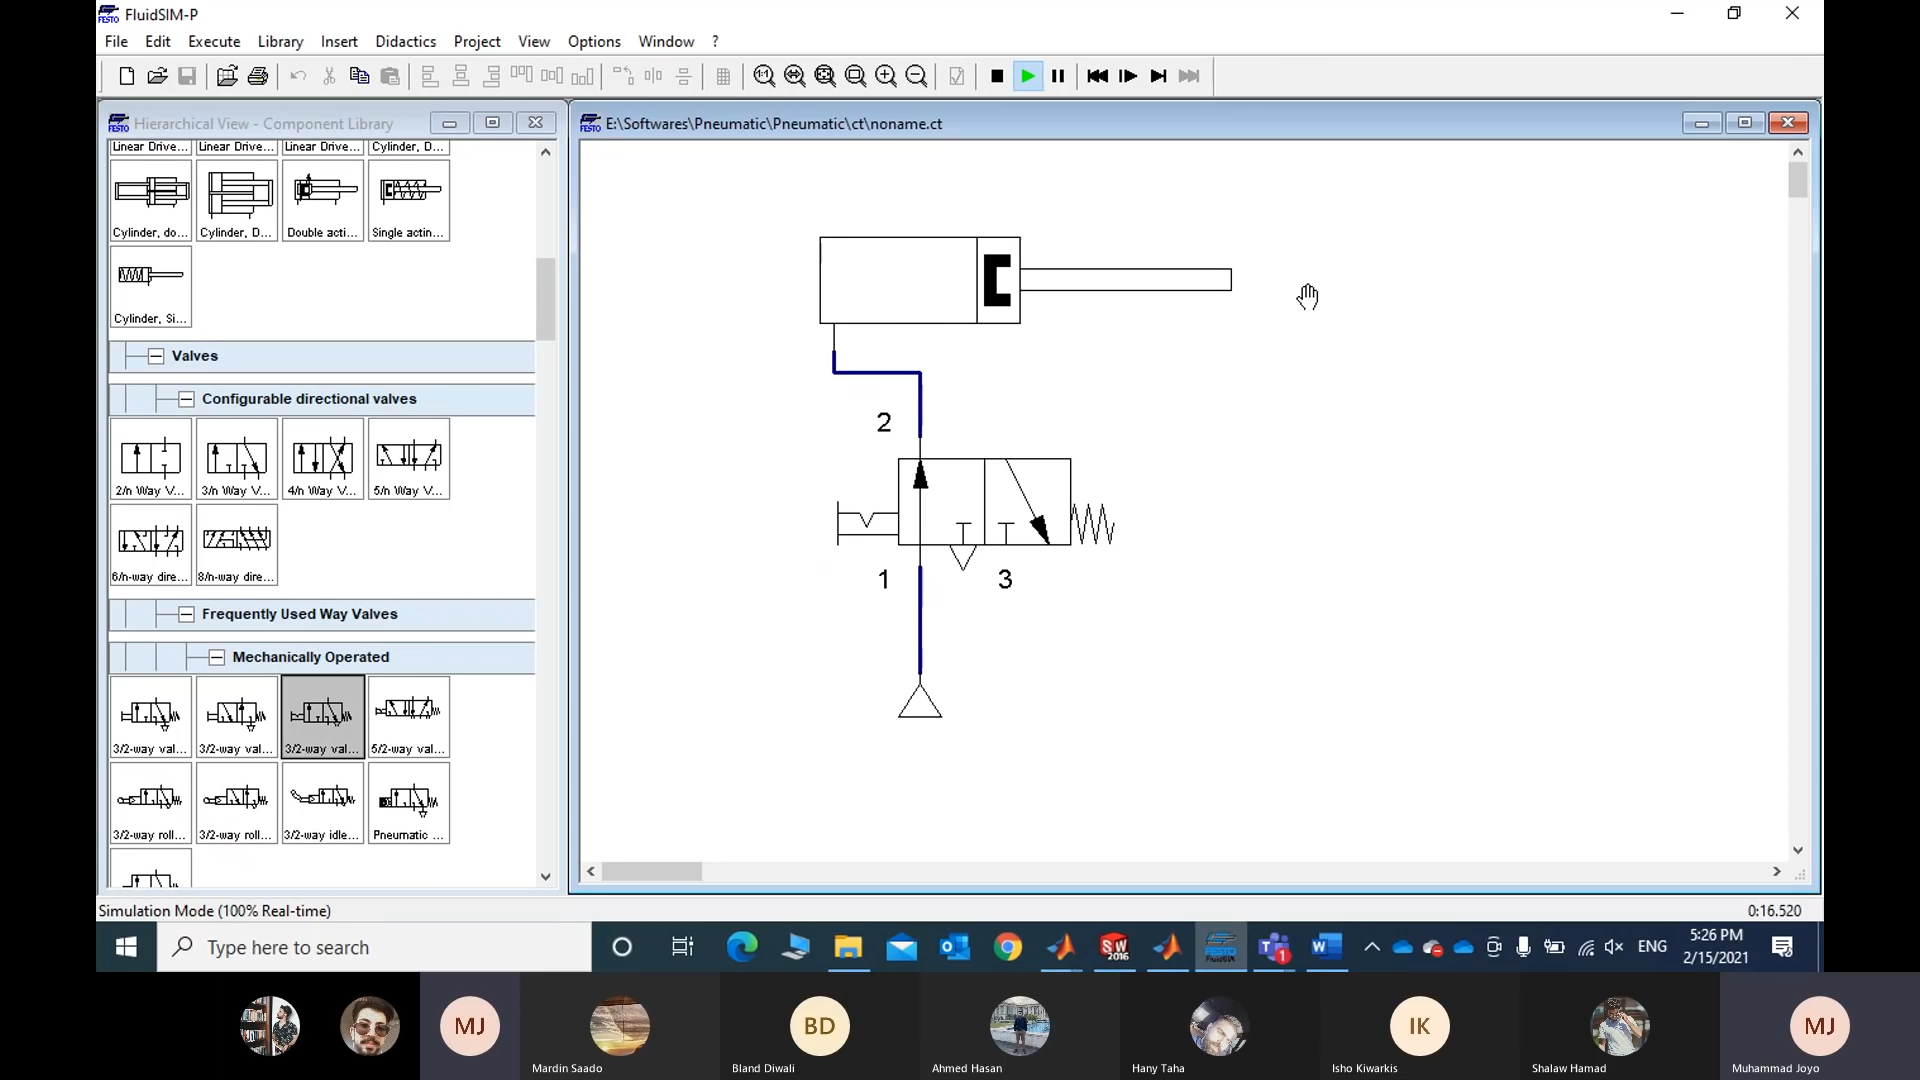 FluidSIM-P
File Edit Execute Library Insert Didactics Project View Options Window ?
FESTO Hierarchical View - Component Library
FESTO E:\Softwares\Pneumatic\Pneumatic\ct\noname.ct
Linear Drive... Linear Drive... Linear Drive... Cylinder, D...
Cylinder, do... Cylinder, D... Double acti... Single actin...
Cylinder, Si...
Valves
Configurable directional valves
2/n Way V... 3/n Way V... 4/n Way V... 5/n Way V...
6/n-way dire... 8/n-way dire...
Frequently Used Way Valves
Mechanically Operated
3/2-way val... 3/2-way val... 3/2-way val... 5/2-way val...
3/2-way roll... 3/2-way roll... 3/2-way idle... Pneumatic ...
2
1 3
Simulation Mode (100% Real-time) 0:16.520
Type here to search
SW 2016
FluidSIM
1
ENG
5:26 PM
2/15/2021
MJ BD IK MJ
Mardin Saado Bland Diwali Ahmed Hasan Hany Taha Isho Kiwarkis Shalaw Hamad Muhammad Joyo